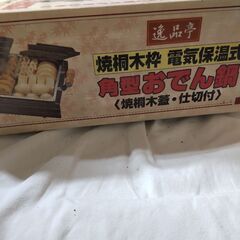 逸品亭
焼桐木枠 電気保温式
角型おでん鍋
〈焼桐木蓋・仕切付〉